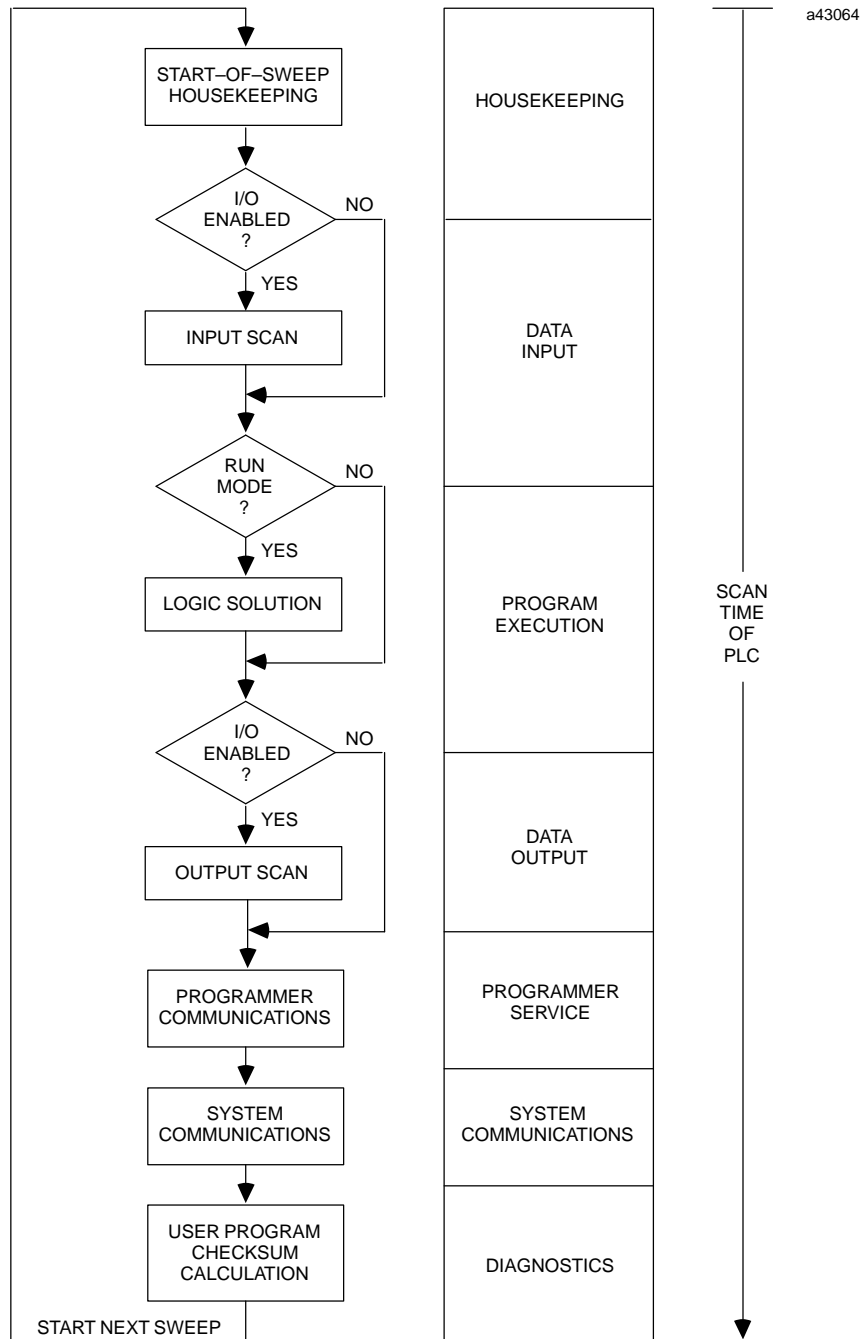 a43064
START–OF–SWEEP
HOUSEKEEPING
HOUSEKEEPING
I/O
ENABLED
?
NO
YES
INPUT SCAN
DATA
INPUT
RUN
MODE
?
NO
YES
LOGIC SOLUTION
PROGRAM
EXECUTION
SCAN
TIME
OF
PLC
I/O
ENABLED
?
NO
YES
OUTPUT SCAN
DATA
OUTPUT
PROGRAMMER
COMMUNICATIONS
PROGRAMMER
SERVICE
SYSTEM
COMMUNICATIONS
SYSTEM
COMMUNICATIONS
USER PROGRAM
CHECKSUM
CALCULATION
DIAGNOSTICS
START NEXT SWEEP